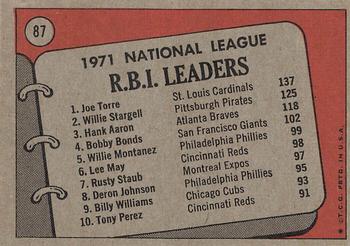 87
1971 NATIONAL LEAGUE
R.B.I. LEADERS
1. Joe Torre St. Louis Cardinals 137
2. Willie Stargell Pittsburgh Pirates 125
3. Hank Aaron Atlanta Braves 118
4. Bobby Bonds San Francisco Giants 102
5. Willie Montanez Philadelphia Phillies 99
6. Lee May Cincinnati Reds 98
7. Rusty Staub Montreal Expos 97
8. Deron Johnson Philadelphia Phillies 95
9. Billy Williams Chicago Cubs 93
10. Tony Perez Cincinnati Reds 91
© T.C.G. PRTD. IN U.S.A.